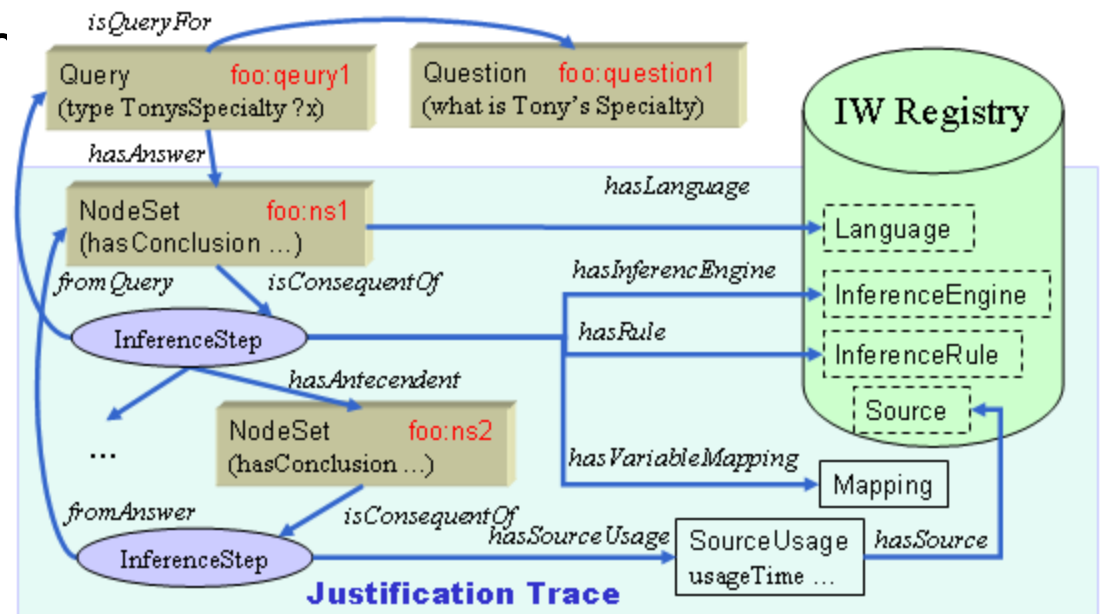 isQueryFor
Query foo:qeury1
(type TonysSpecialty ?x)
Question foo:question1
(what is Tony's Specialty)
IW Registry
hasAnswer
NodeSet foo:ns1
(hasConclusion ...)
hasLanguage
Language
fromQuery
isConsequentOf
hasInferencEngine
InferenceEngine
InferenceStep
hasRule
InferenceRule
hasAntecendent
Source
NodeSet foo:ns2
(hasConclusion ...)
...
hasVariableMapping
Mapping
fromAnswer
isConsequentOf
hasSourceUsage
SourceUsage
usageTime ...
hasSource
InferenceStep
Justification Trace